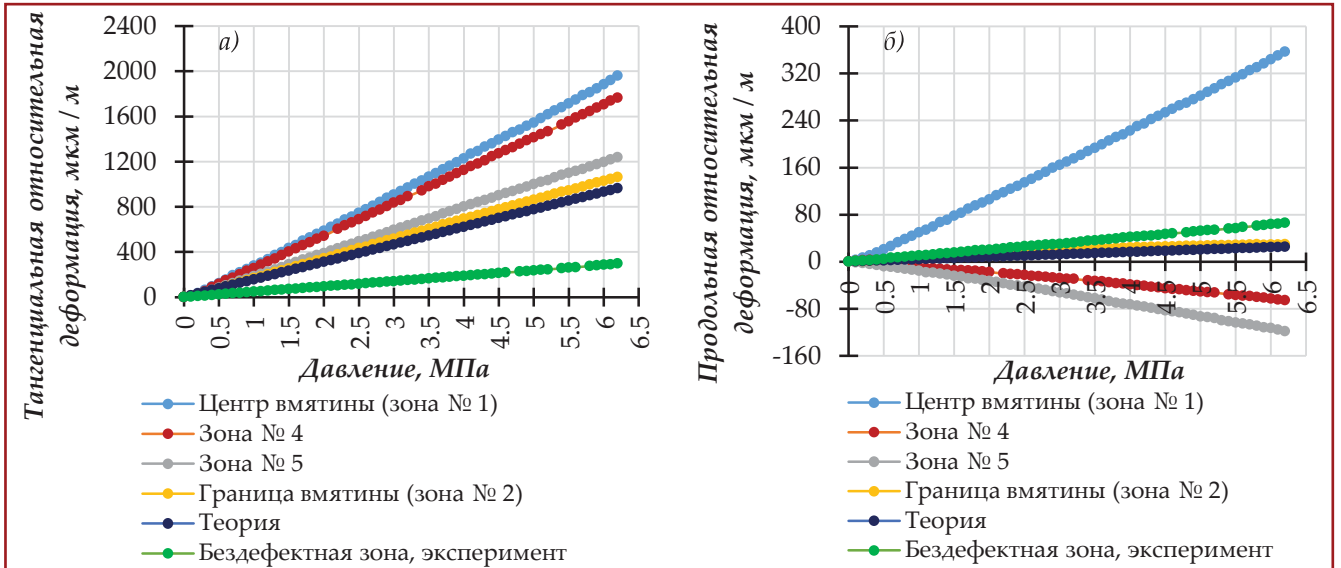 Тангенциальная относительная
деформация, мкм / м
а)
2400
2000
1600
1200
800
400
0
0
0.5
1
1.5
2
2.5
3
3.5
4
4.5
5
5.5
6
6.5
Давление, МПа
Центр вмятины (зона № 1)
Зона № 4
Зона № 5
Граница вмятины (зона № 2)
Теория
Бездефектная зона, эксперимент
Продольная относительная
деформация, мкм / м
б)
400
320
240
160
80
0
-80
-160
0
0.5
1
1.5
2
2.5
3
3.5
4
4.5
5
5.5
6
6.5
Давление, МПа
Центр вмятины (зона № 1)
Зона № 4
Зона № 5
Граница вмятины (зона № 2)
Теория
Бездефектная зона, эксперимент